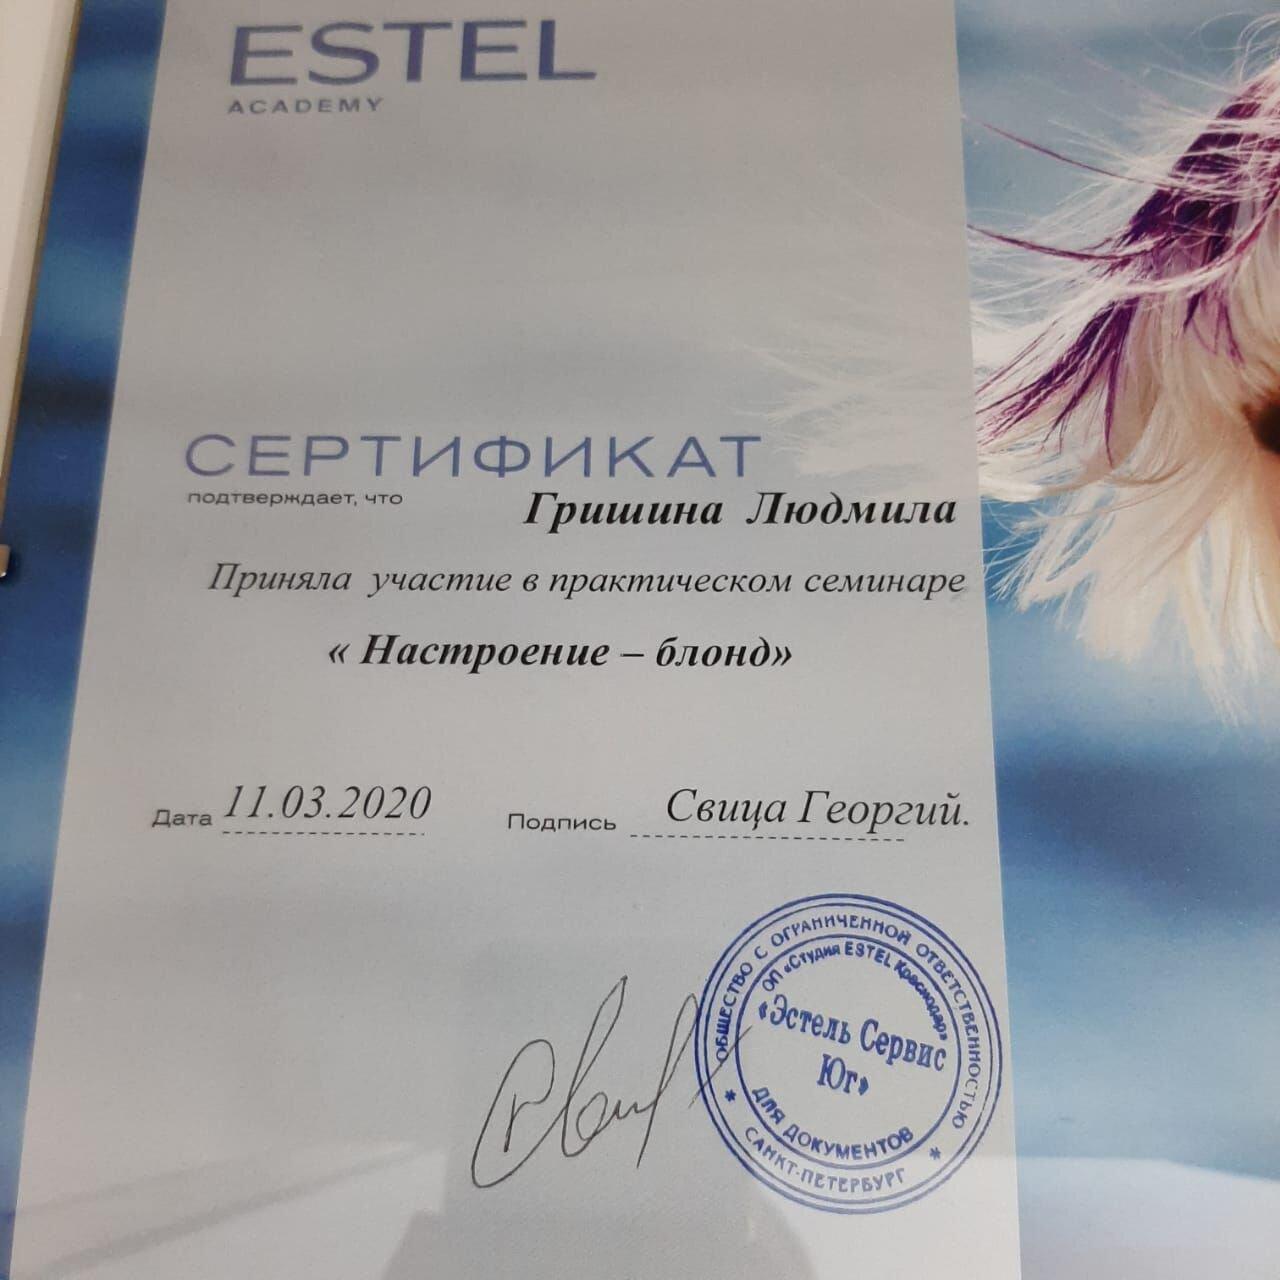 ESTEL
ACADEMY
СЕРТИФИКАТ
подтверждает, что Гришина Людмила
Приняла участие в практическом семинаре
« Настроение – блонд»
Дата 11.03.2020 Подпись Свица Георгий.
ОБЩЕСТВО С ОГРАНИЧЕННОЙ ОТВЕТСТВЕННОСТЬЮ
ОП «Студия ESTEL Краснодар»
«Эстель Сервис
Юг»
ДЛЯ ДОКУМЕНТОВ
* САНКТ-ПЕТЕРБУРГ *